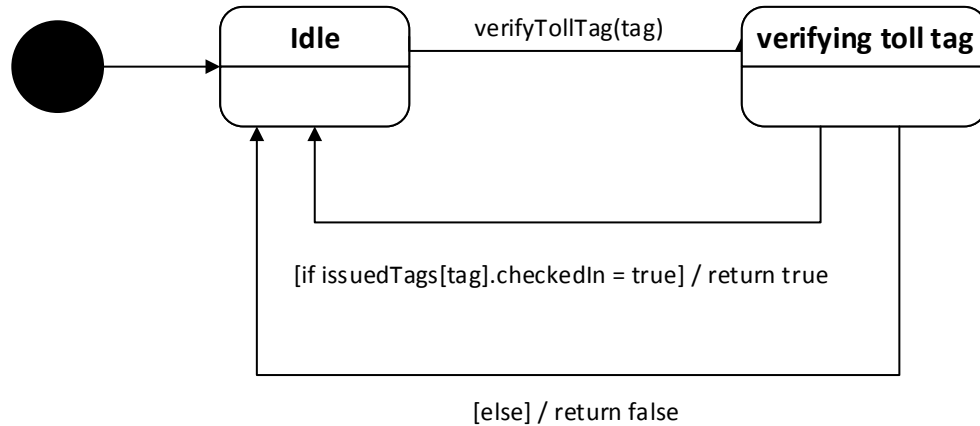 Idle
verifyTollTag(tag)
verifying toll tag
[if issuedTags[tag].checkedIn = true] / return true
[else] / return false